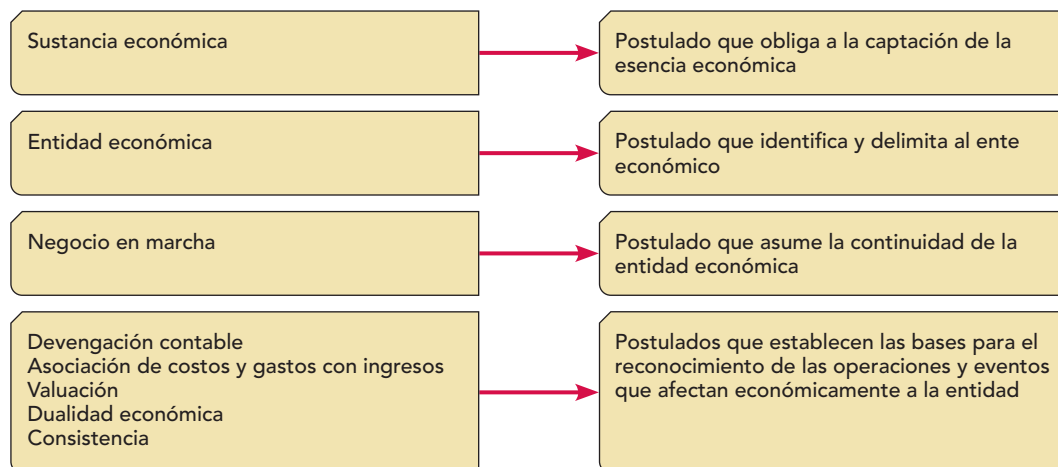 Sustancia económica
Postulado que obliga a la captación de la
esencia económica
Entidad económica
Postulado que identifica y delimita al ente
económico
Negocio en marcha
Postulado que asume la continuidad de la
entidad económica
Devengación contable
Asociación de costos y gastos con ingresos
Valuación
Dualidad económica
Consistencia
Postulados que establecen las bases para el
reconocimiento de las operaciones y eventos
que afectan económicamente a la entidad